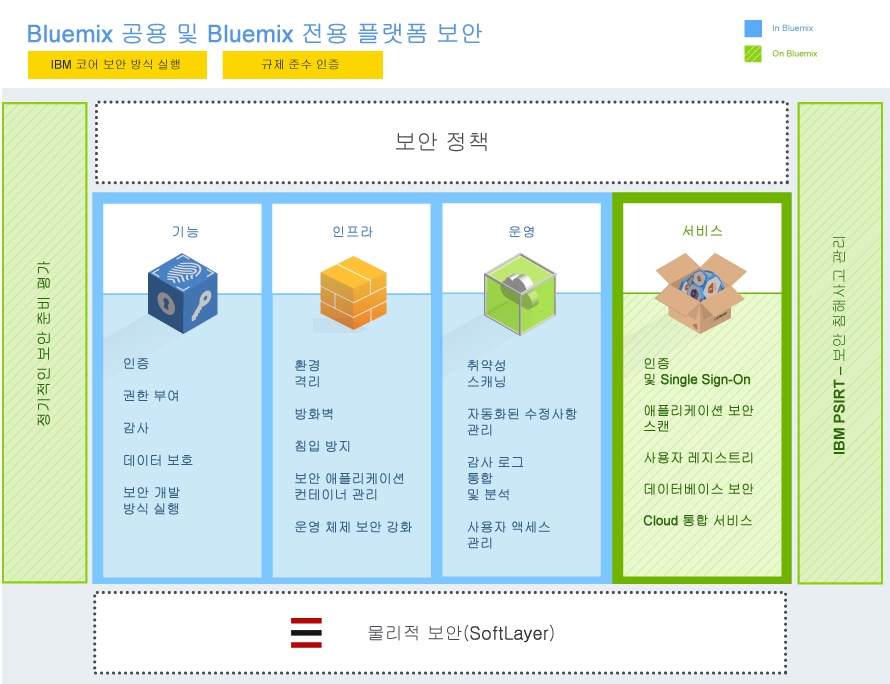 Bluemix 공용 및 Bluemix 전용 플랫폼 보안
IBM 코어 보안 방식 실행
규제 준수 인증
In Bluemix
On Bluemix
정기적인 보안 준비 평가
보안 정책
기능
인증
권한 부여
감사
데이터 보호
보안 개발
방식 실행
인프라
환경
격리
방화벽
침입 방지
보안 애플리케이션
컨테이너 관리
운영 체제 보안 강화
운영
취약성
스캐닝
자동화된 수정사항
관리
감사 로그
통합
및 분석
사용자 액세스
관리
서비스
인증
및 Single Sign-On
애플리케이션 보안
스캔
사용자 레지스트리
데이터베이스 보안
Cloud 통합 서비스
IBM PSIRT – 보안 침해사고 관리
물리적 보안(SoftLayer)